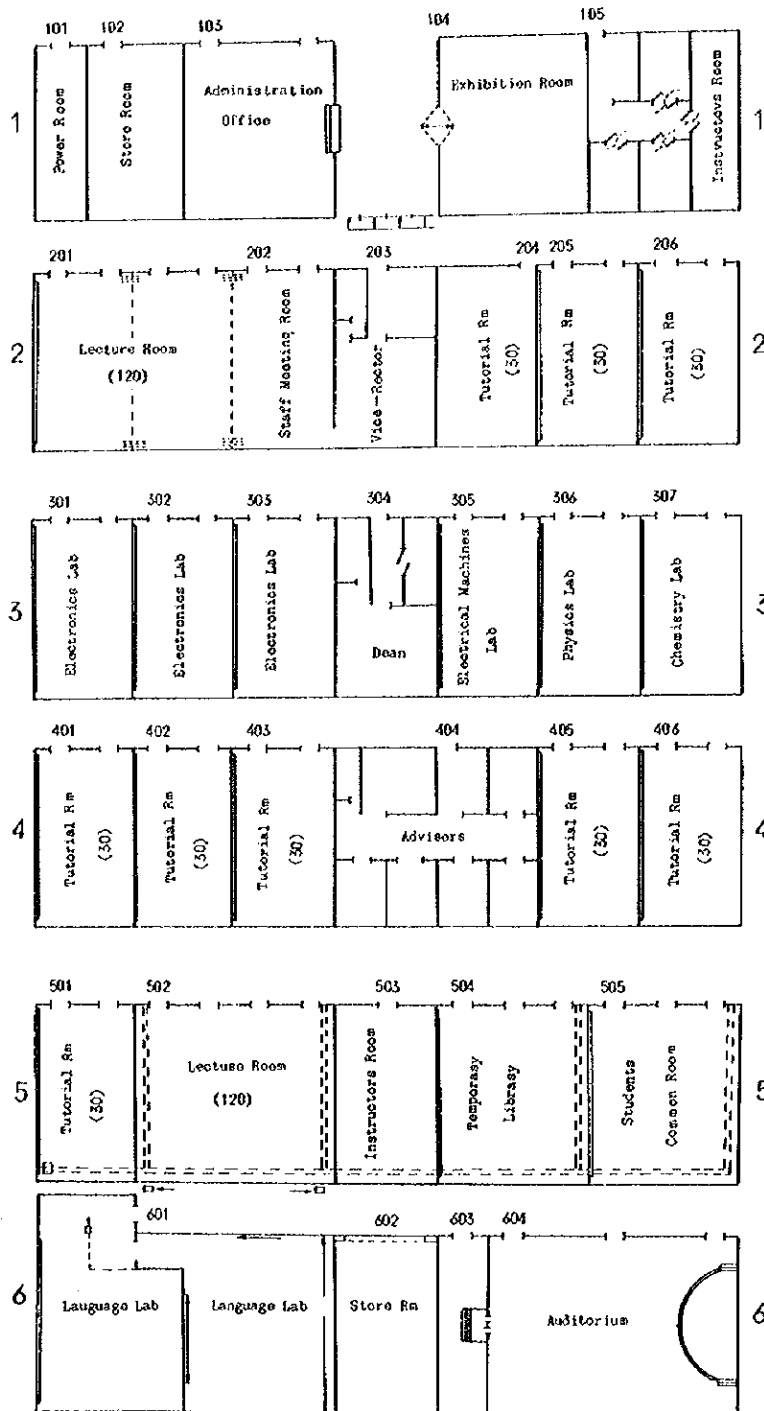 101 102 103 104 105
1 1
Power Room
Store Room
Administration
Office
Exhibition Room
Instructors Room
201 202 203 204 205 206
2 2
Lecture Room
(120)
Staff Meeting Room
Vice-Rector
Tutorial Rm
(30)
Tutorial Rm
(30)
Tutorial Rm
(30)
301 302 303 304 305 306 307
3 3
Electronics Lab
Electronics Lab
Electronics Lab
Dean
Electrical Machines
Lab
Physics Lab
Chemistry Lab
401 402 403 404 405 406
4 4
Tutorial Rm
(30)
Tutorial Rm
(30)
Tutorial Rm
(30)
Advisors
Tutorial Rm
(30)
Tutorial Rm
(30)
501 502 503 504 505
5 5
Tutorial Rm
(30)
Lectuse Room
(120)
Instructors Room
Temporasy
Librasy
Students
Common Room
601 602 603 604
6 6
Lauguage Lab
Language Lab
Store Rm
Auditorium